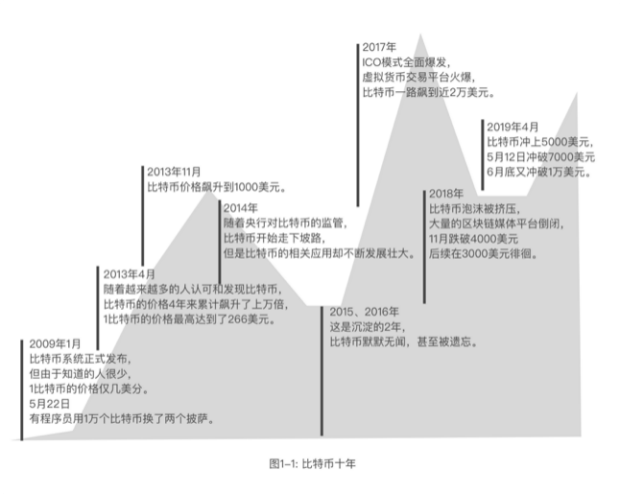 2017年
ICO模式全面爆发，
虚拟货币交易平台火爆，
比特币一路飙到近2万美元。
2019年4月
比特币冲上5000美元，
5月12日冲破7000美元
6月底又冲破1万美元。
2013年11月
比特币价格飙升到1000美元。
2014年
随着央行对比特币的监管，
比特币开始走下坡路，
但是比特币的相关应用却不断发展壮大。
2018年
比特币泡沫被挤压，
大量的区块链媒体平台倒闭，
11月跌破4000美元
后续在3000美元徘徊。
2013年4月
随着越来越多的人认可和发现比特币，
比特币的价格4年来累计飙升了上万倍，
1比特币的价格最高达到了266美元。
2015、2016年
这是沉淀的2年，
比特币默默无闻，甚至被遗忘。
2009年1月
比特币系统正式发布，
但由于知道的人很少，
1比特币的价格仅几美分。
5月22日
有程序员用1万个比特币换了两个披萨。
图1-1: 比特币十年